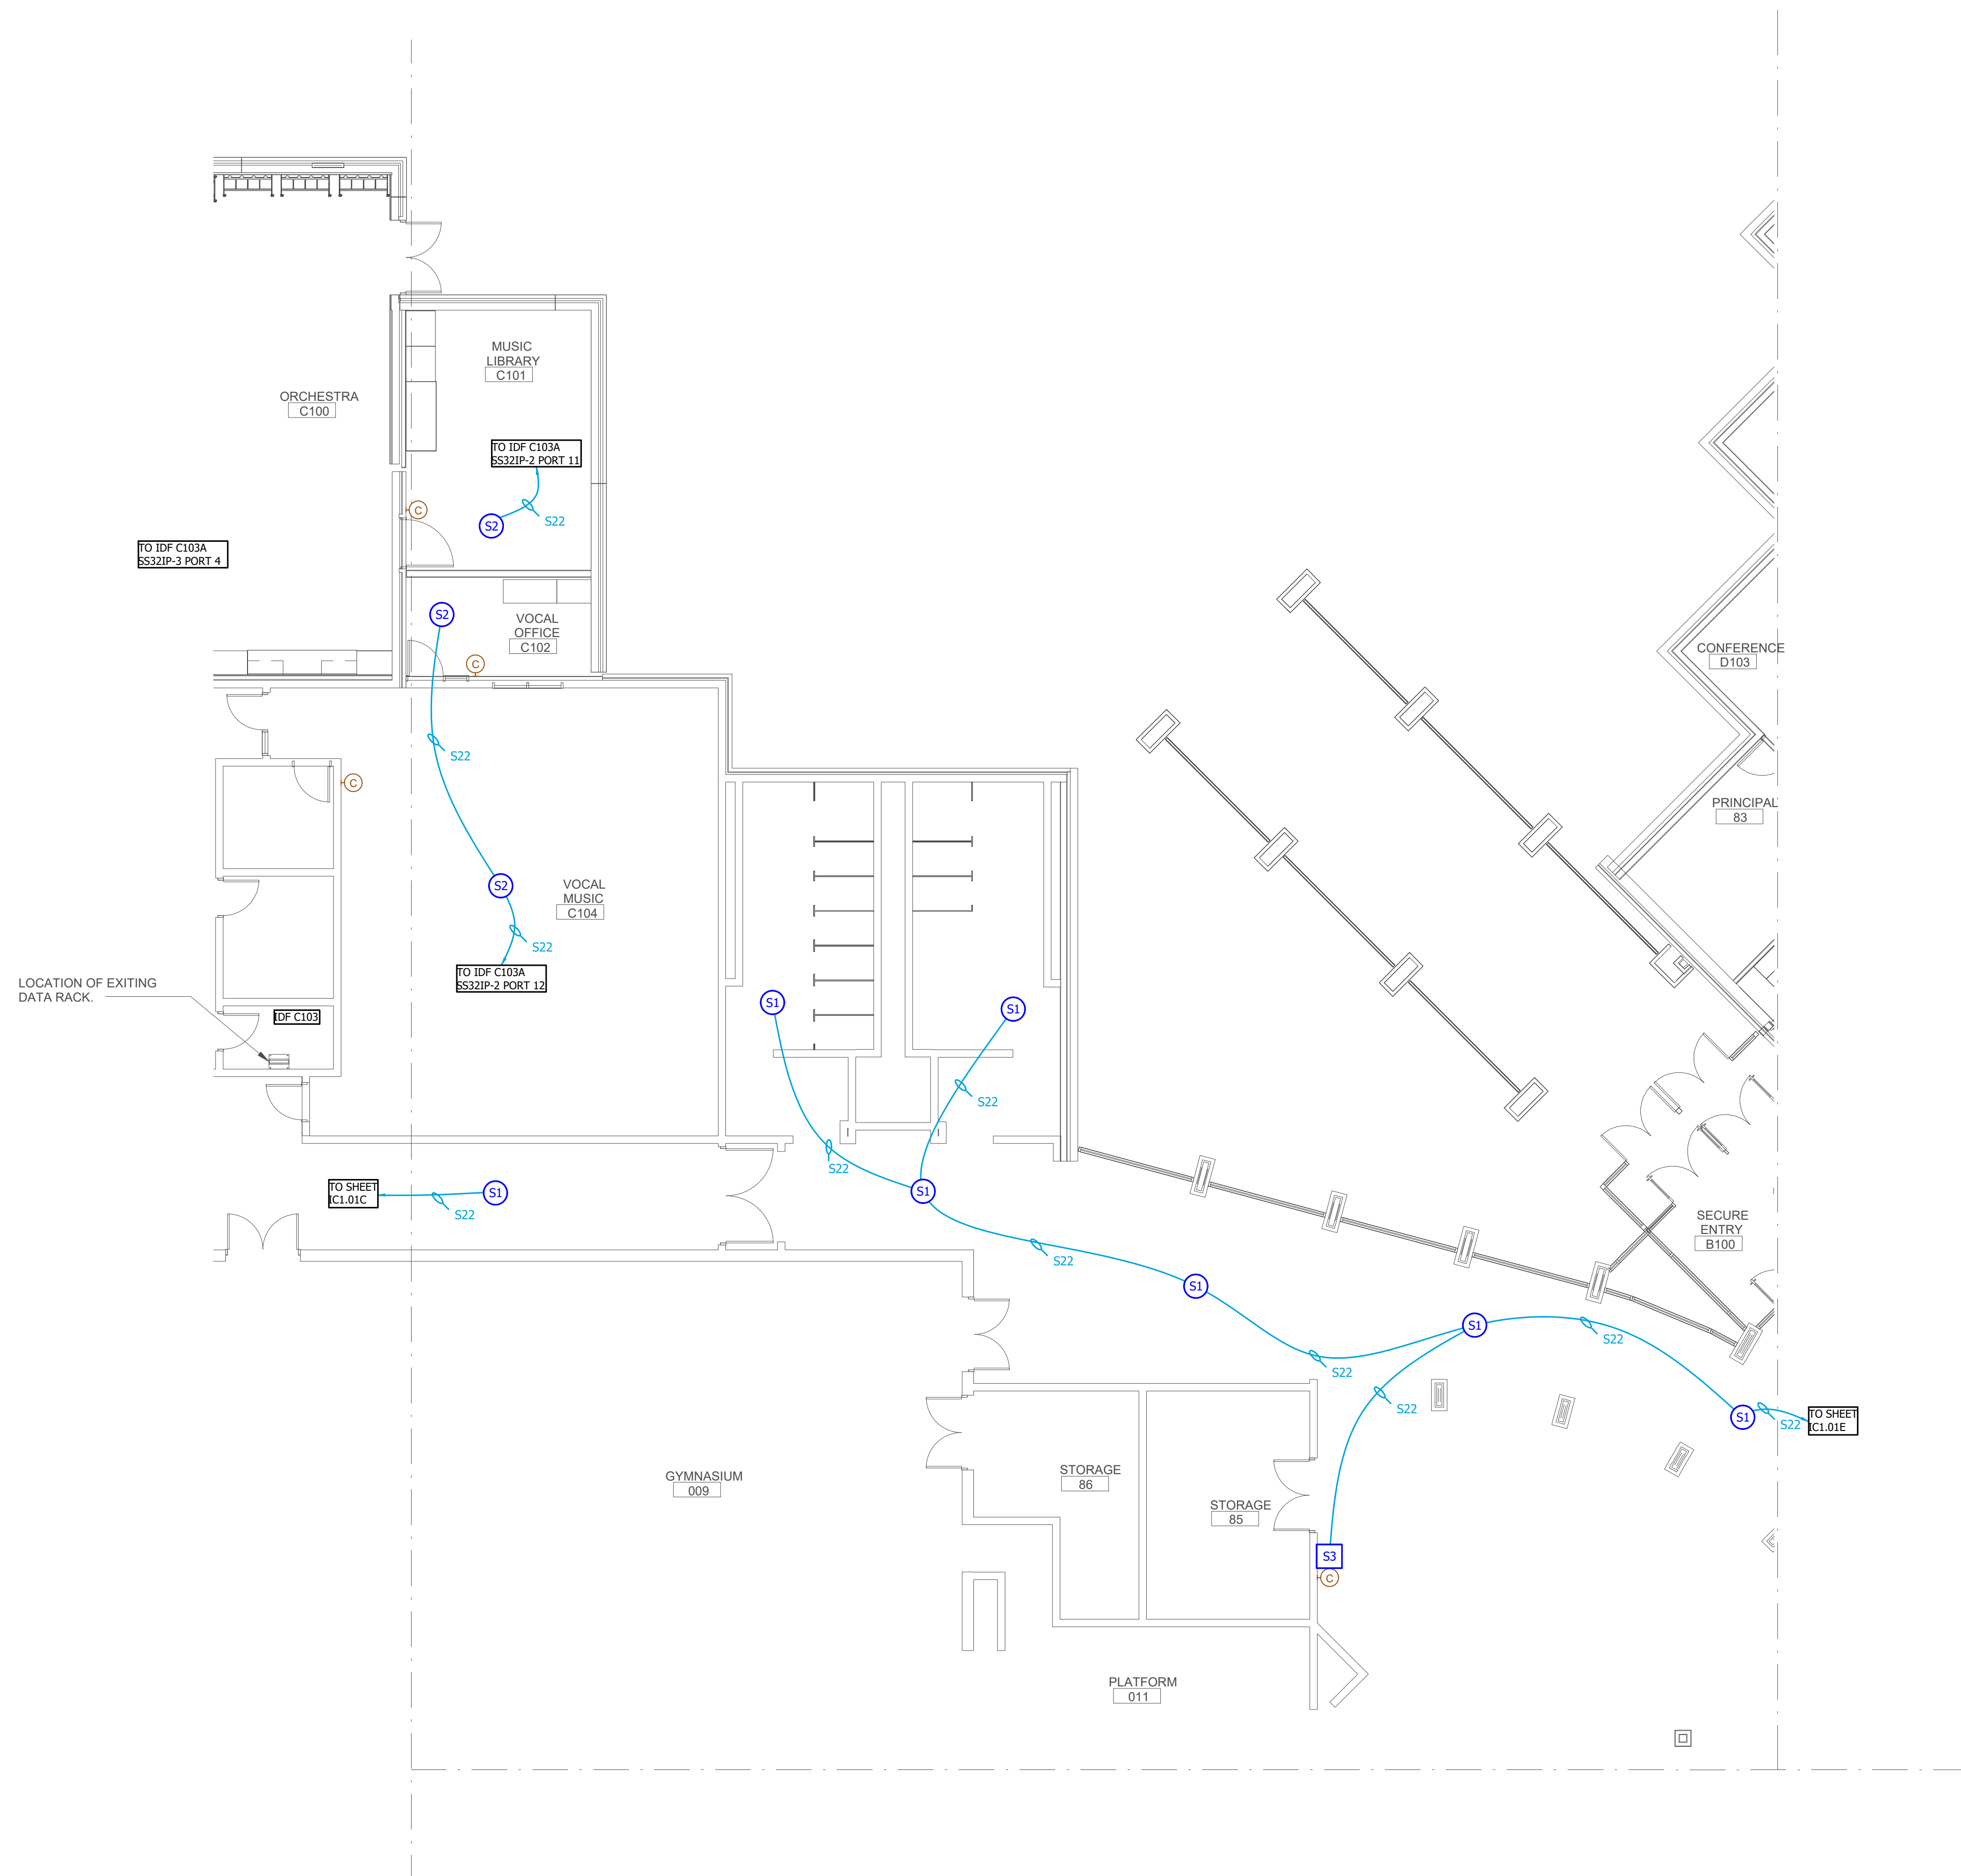 MUSIC
LIBRARY
C101
ORCHESTRA
C100
TO IDF C103A
SS32IP-2 PORT 11
C
S2
S22
TO IDF C103A
SS32IP-3 PORT 4
S2
VOCAL
OFFICE
C102
C
CONFERENCE
D103
S22
C
PRINCIPAL
83
S2
VOCAL
MUSIC
C104
S22
TO IDF C103A
SS32IP-2 PORT 12
LOCATION OF EXITING
DATA RACK.
IDF C103
S1
S1
S22
S22
TO SHEET
IC1.01C
S1
S22
S1
SECURE
ENTRY
B100
S22
S1
S1
S22
S22
S22
S1
S22
TO SHEET
IC1.01E
GYMNASIUM
009
STORAGE
86
STORAGE
85
S3
C
PLATFORM
011